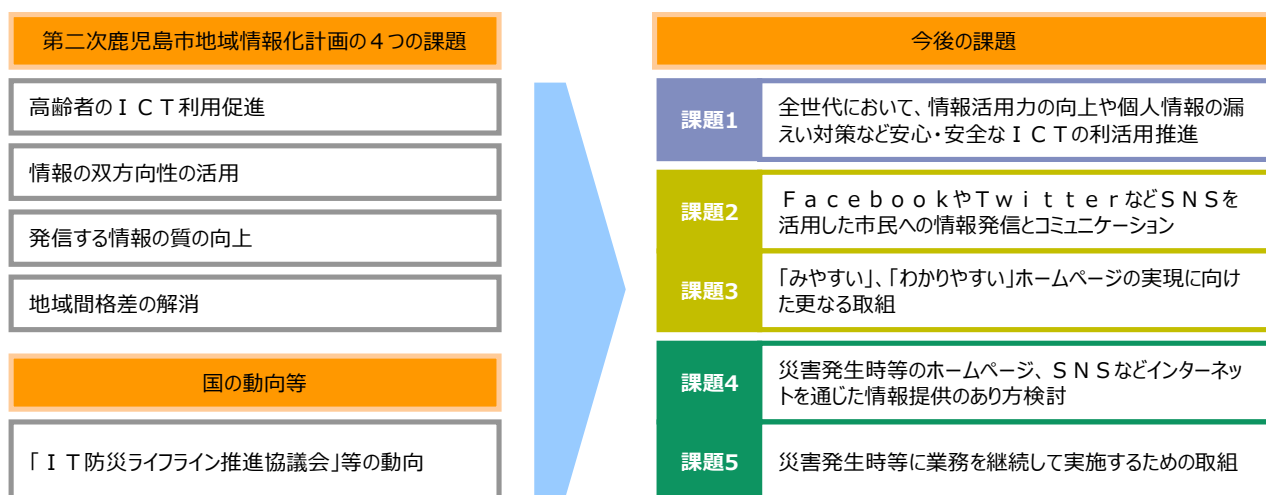 第二次鹿児島市地域情報化計画の4つの課題
高齢者のICT利用促進
情報の双方向性の活用
発信する情報の質の向上
地域間格差の解消
国の動向等
「IT防災ライフライン推進協議会」等の動向
今後の課題
課題1
全世代において、情報活用力の向上や個人情報の漏
えい対策など安心・安全なICTの利活用推進
課題2
FacebookやTwitterなどSNSを
活用した市民への情報発信とコミュニケーション
課題3
「みやすい」、「わかりやすい」ホームページの実現に向け
た更なる取組
課題4
災害発生時等のホームページ、SNSなどインターネッ
トを通じた情報提供のあり方検討
課題5
災害発生時等に業務を継続して実施するための取組